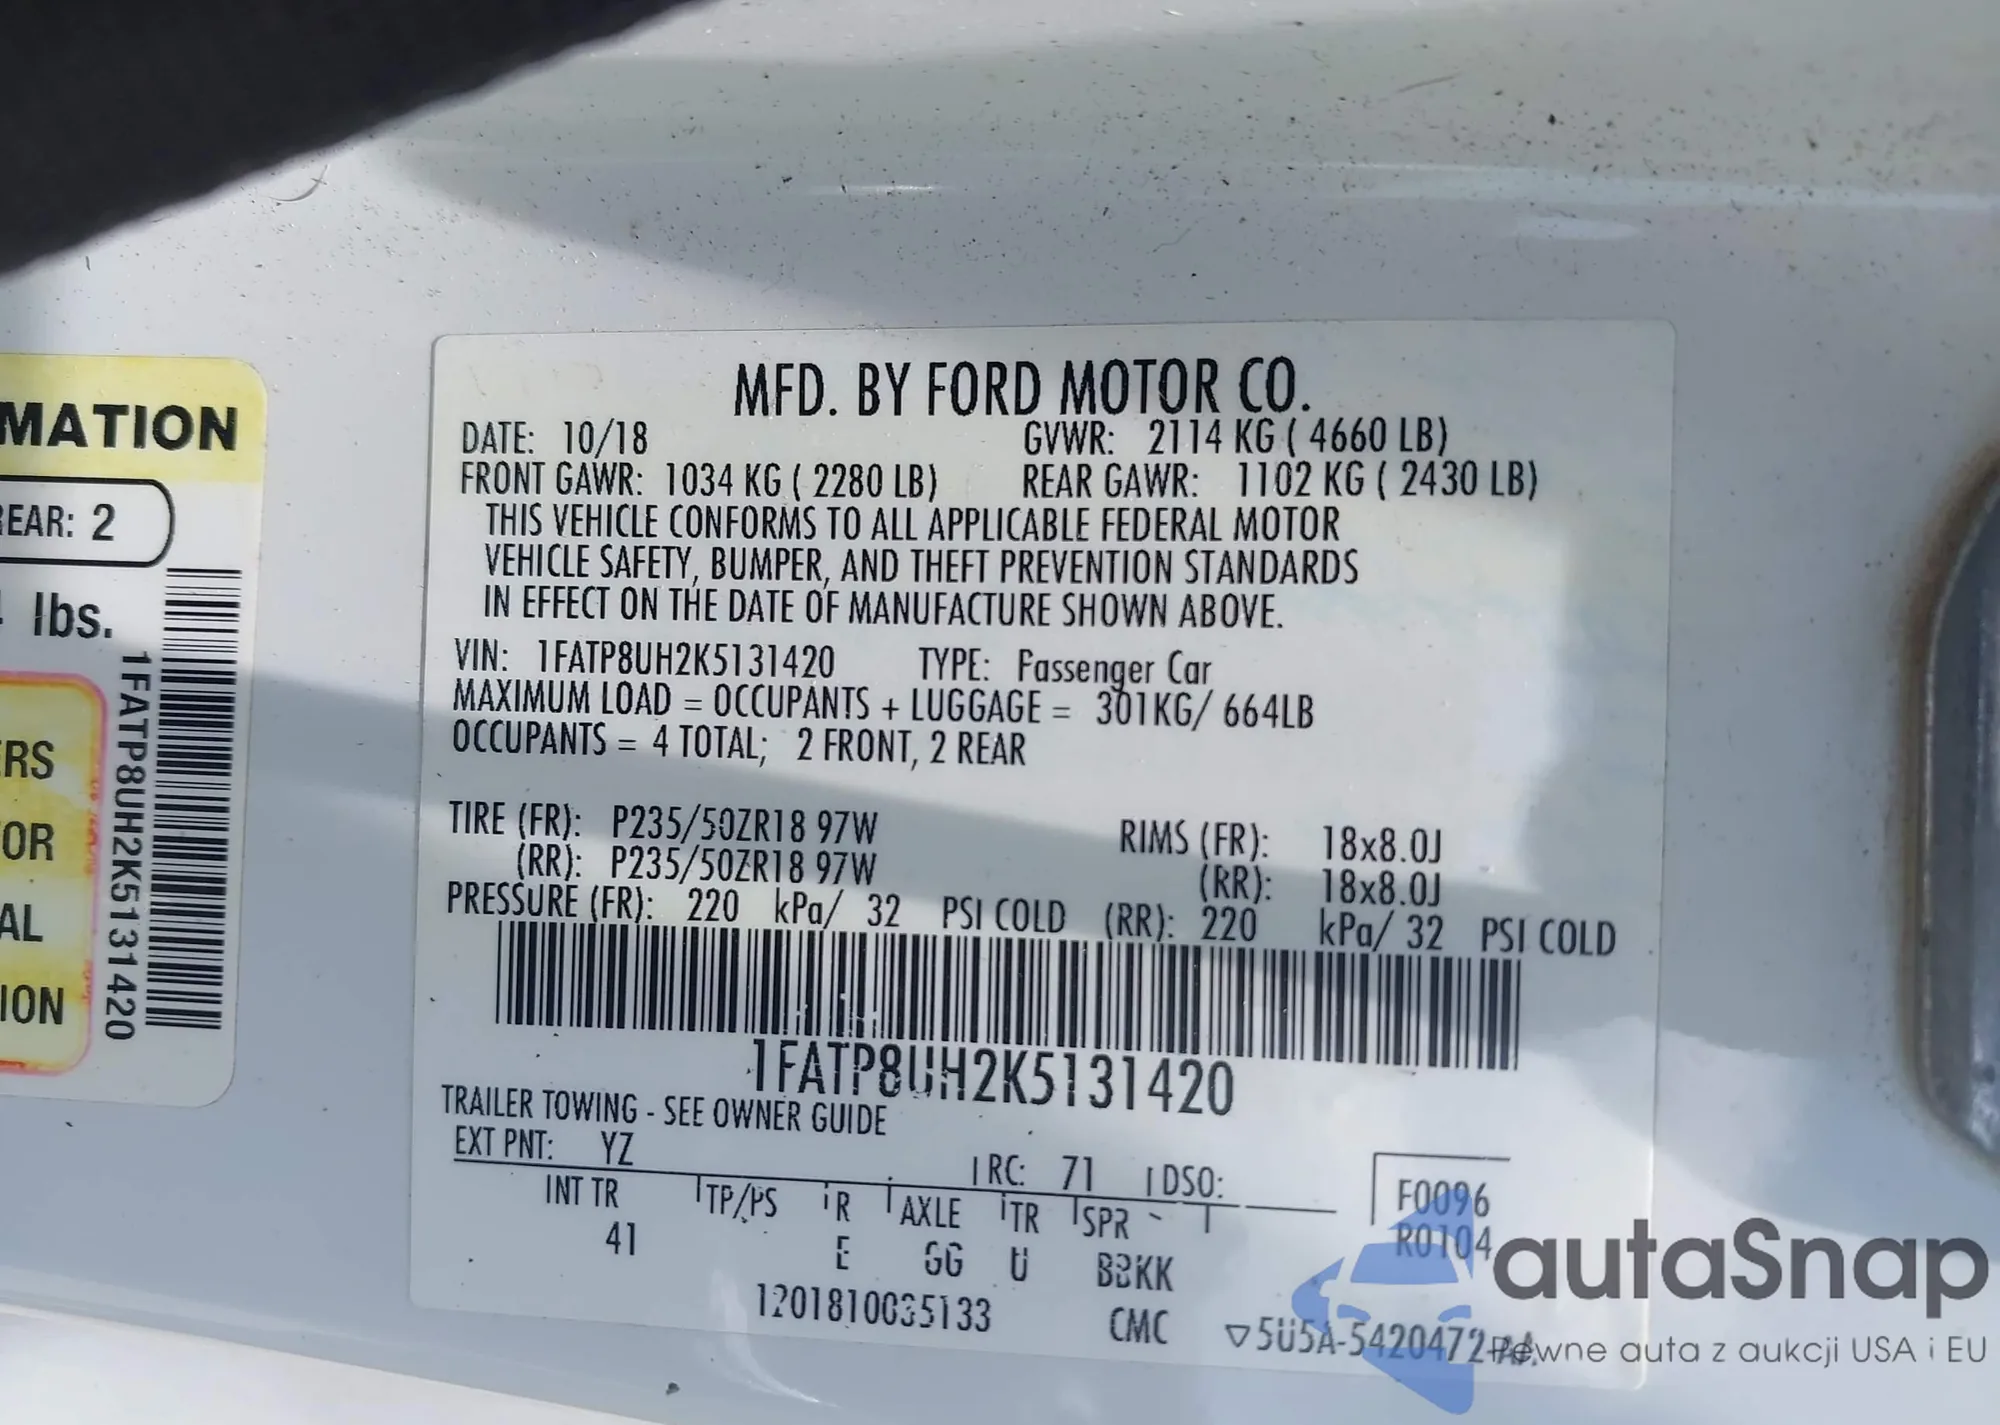 MATION
REAR: 2
lbs.
1FATP8UH2K5131420
ERS
OR
AL
ION
MFD. BY FORD MOTOR CO.
DATE: 10/18 GVWR: 2114 KG ( 4660 LB)
FRONT GAWR: 1034 KG ( 2280 LB) REAR GAWR: 1102 KG ( 2430 LB)
THIS VEHICLE CONFORMS TO ALL APPLICABLE FEDERAL MOTOR
VEHICLE SAFETY, BUMPER, AND THEFT PREVENTION STANDARDS
IN EFFECT ON THE DATE OF MANUFACTURE SHOWN ABOVE.
VIN: 1FATP8UH2K5131420 TYPE: Passenger Car
MAXIMUM LOAD = OCCUPANTS + LUGGAGE = 301KG/ 664LB
OCCUPANTS = 4 TOTAL; 2 FRONT, 2 REAR
TIRE (FR): P235/50ZR18 97W RIMS (FR): 18x8.0J
(RR): P235/50ZR18 97W (RR): 18x8.0J
PRESSURE (FR): 220 kPa/ 32 PSI COLD (RR): 220 kPa/ 32 PSI COLD
1FATP8UH2K5131420
TRAILER TOWING - SEE OWNER GUIDE
EXT PNT: YZ RC: 71 DSO:
INT TR TP/PS R AXLE TR SPR F0096
41 E GG U BBKK R0104
1201810035133 CMC ▽5U5A-5420472-AA
autaSnap
Pewne auta z aukcji USA i EU